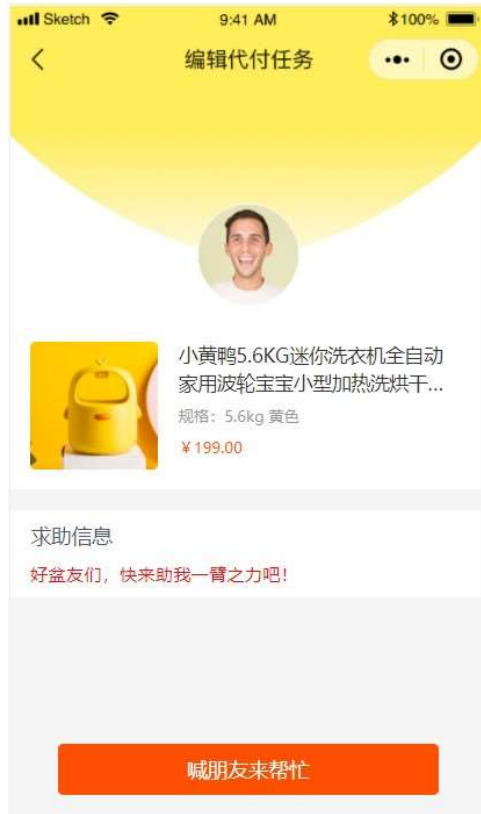 Sketch 9:41 AM 100%
编辑代付任务
小黄鸭5.6KG迷你洗衣机全自动
家用波轮宝宝小型加热洗烘干...
规格：5.6kg 黄色
￥199.00
求助信息
好盆友们，快来助我一臂之力吧！
喊朋友来帮忙